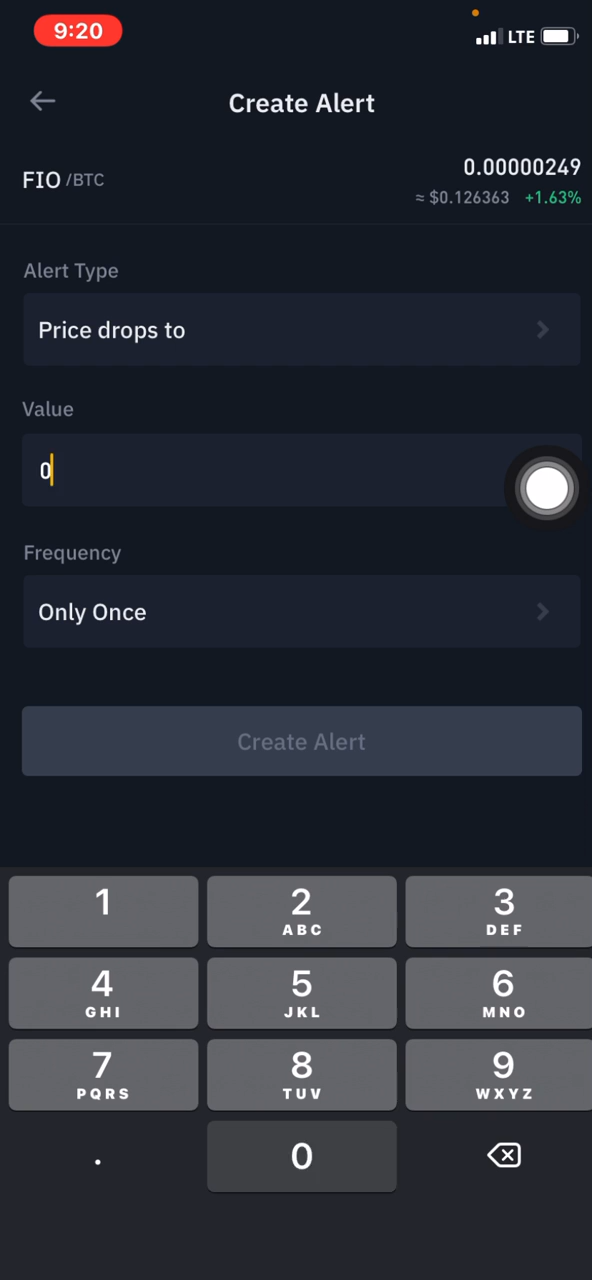 9:20
LTE
Create Alert
FIO /BTC
0.00000249
≈ $0.126363 +1.63%
Alert Type
Price drops to
Value
0
Frequency
Only Once
Create Alert
1 2 3
ABC DEF
4 5 6
GHI JKL MNO
7 8 9
PQRS TUV WXYZ
. 0